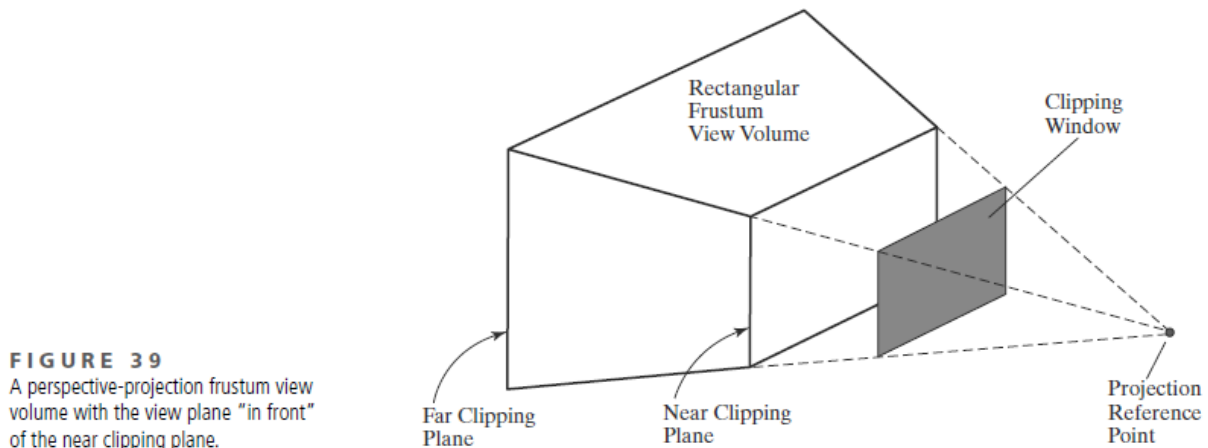 Rectangular
Frustum
View Volume
Clipping
Window
FIGURE 39
A perspective-projection frustum view
volume with the view plane "in front"
of the near clipping plane.
Far Clipping
Plane
Near Clipping
Plane
Projection
Reference
Point